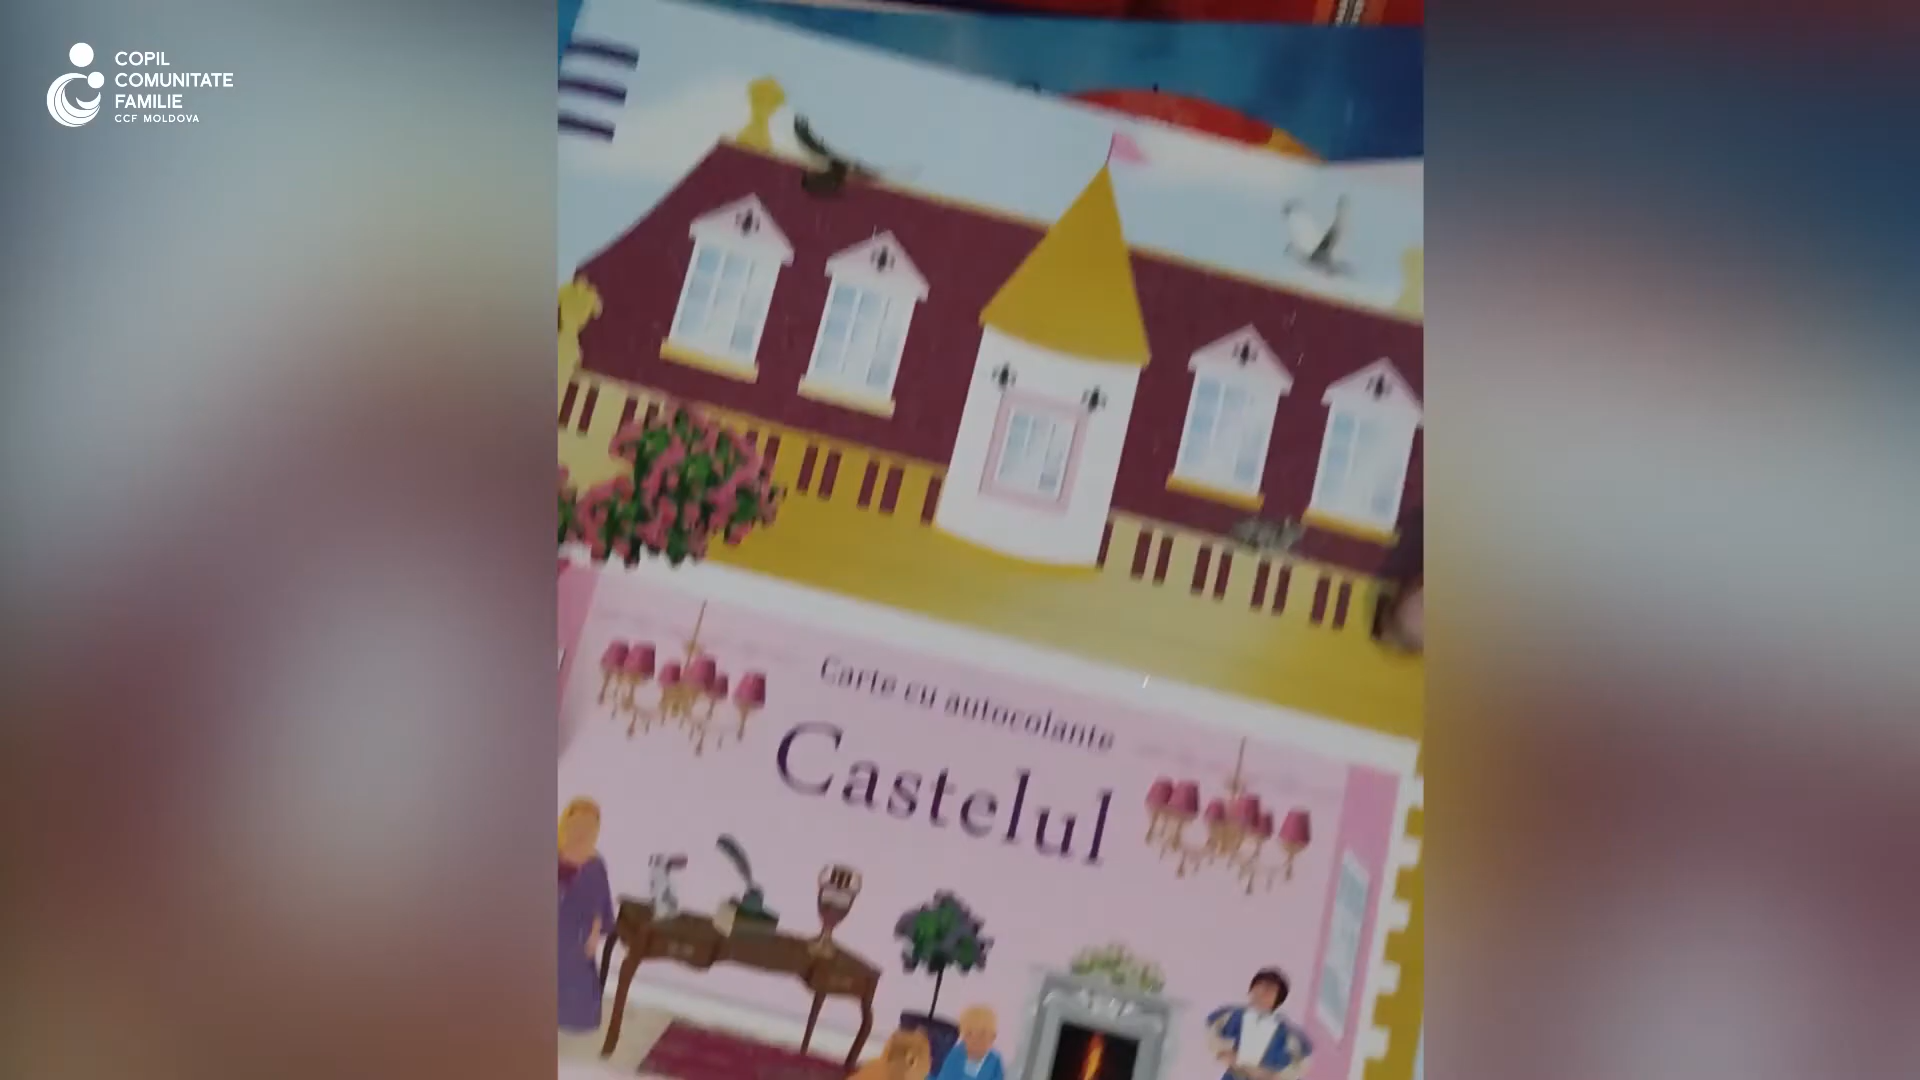 COPIL
COMUNITATE
FAMILIE
CCF MOLDOVA
Carte cu autocolante
Castelul